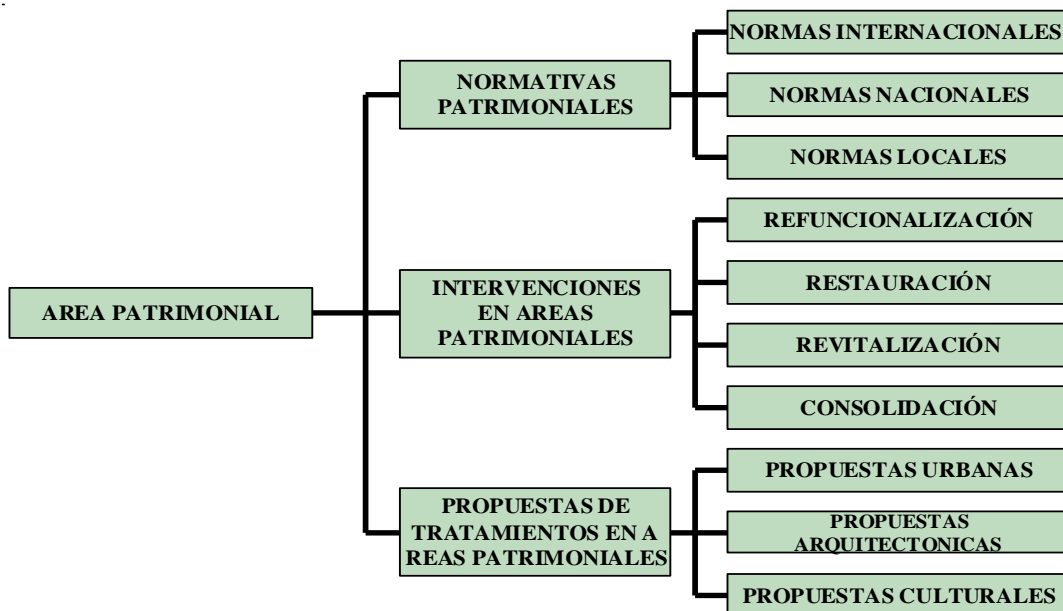 AREA PATRIMONIAL
NORMATIVAS
PATRIMONIALES
NORMAS INTERNACIONALES
NORMAS NACIONALES
NORMAS LOCALES
INTERVENCIONES
EN AREAS
PATRIMONIALES
REFUNCIONALIZACIÓN
RESTAURACIÓN
REVITALIZACIÓN
CONSOLIDACIÓN
PROPUESTAS DE
TRATAMIENTOS EN A
REAS PATRIMONIALES
PROPUESTAS URBANAS
PROPUESTAS
ARQUITECTONICAS
PROPUESTAS CULTURALES